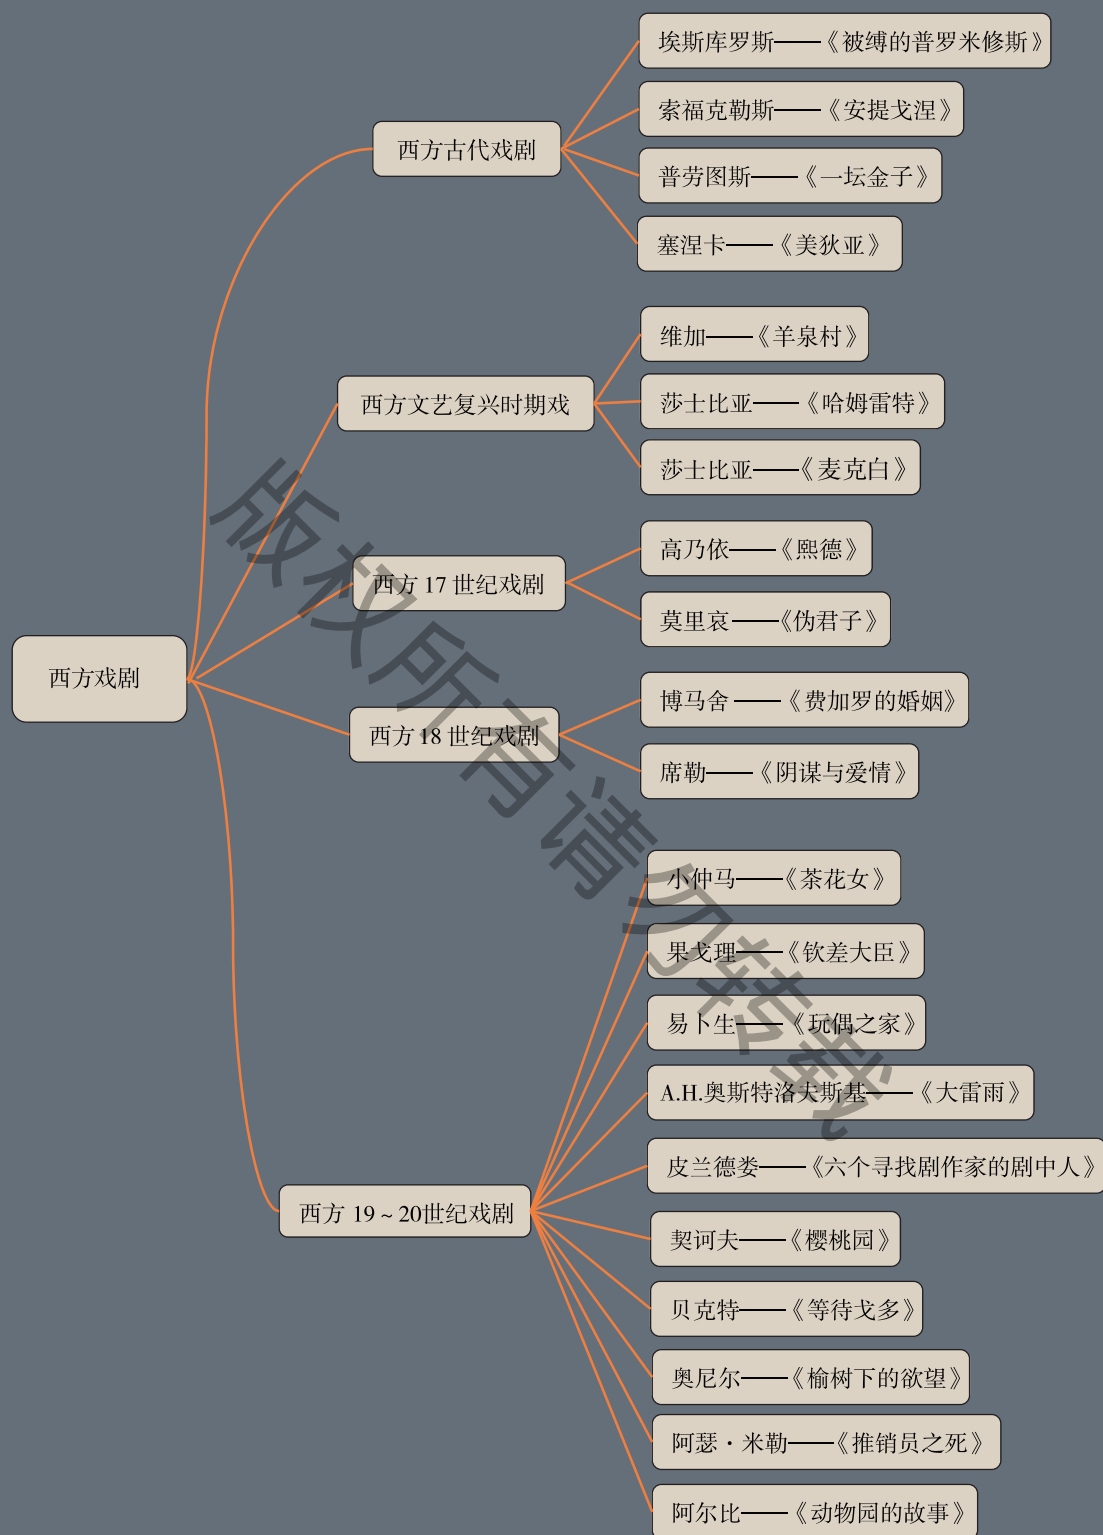 西方戏剧
西方古代戏剧
埃斯库罗斯——《被缚的普罗米修斯》
索福克勒斯——《安提戈涅》
普劳图斯——《一坛金子》
塞涅卡——《美狄亚》
西方文艺复兴时期戏
维加——《羊泉村》
莎士比亚——《哈姆雷特》
莎士比亚——《麦克白》
西方 17 世纪戏剧
高乃依——《熙德》
莫里哀——《伪君子》
西方 18 世纪戏剧
博马舍——《费加罗的婚姻》
席勒——《阴谋与爱情》
西方 19～20世纪戏剧
小仲马——《茶花女》
果戈理——《钦差大臣》
易卜生——《玩偶之家》
A.H.奥斯特洛夫斯基——《大雷雨》
皮兰德娄——《六个寻找剧作家的剧中人》
契诃夫——《樱桃园》
贝克特——《等待戈多》
奥尼尔——《榆树下的欲望》
阿瑟·米勒——《推销员之死》
阿尔比——《动物园的故事》
版权所有请勿转载